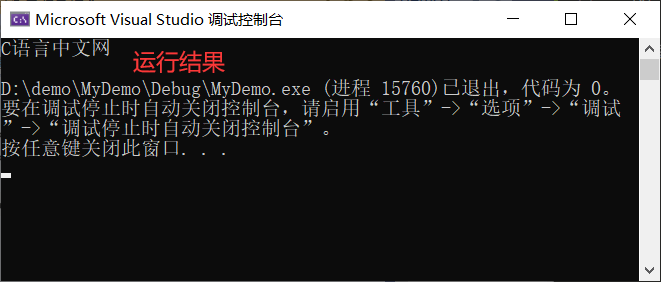 Microsoft Visual Studio 调试控制台
C语言中文网
运行结果
D:\demo\MyDemo\Debug\MyDemo.exe (进程 15760)已退出，代码为 0。
要在调试停止时自动关闭控制台，请启用“工具”->“选项”->“调试
”->“调试停止时自动关闭控制台”。
按任意键关闭此窗口. . .